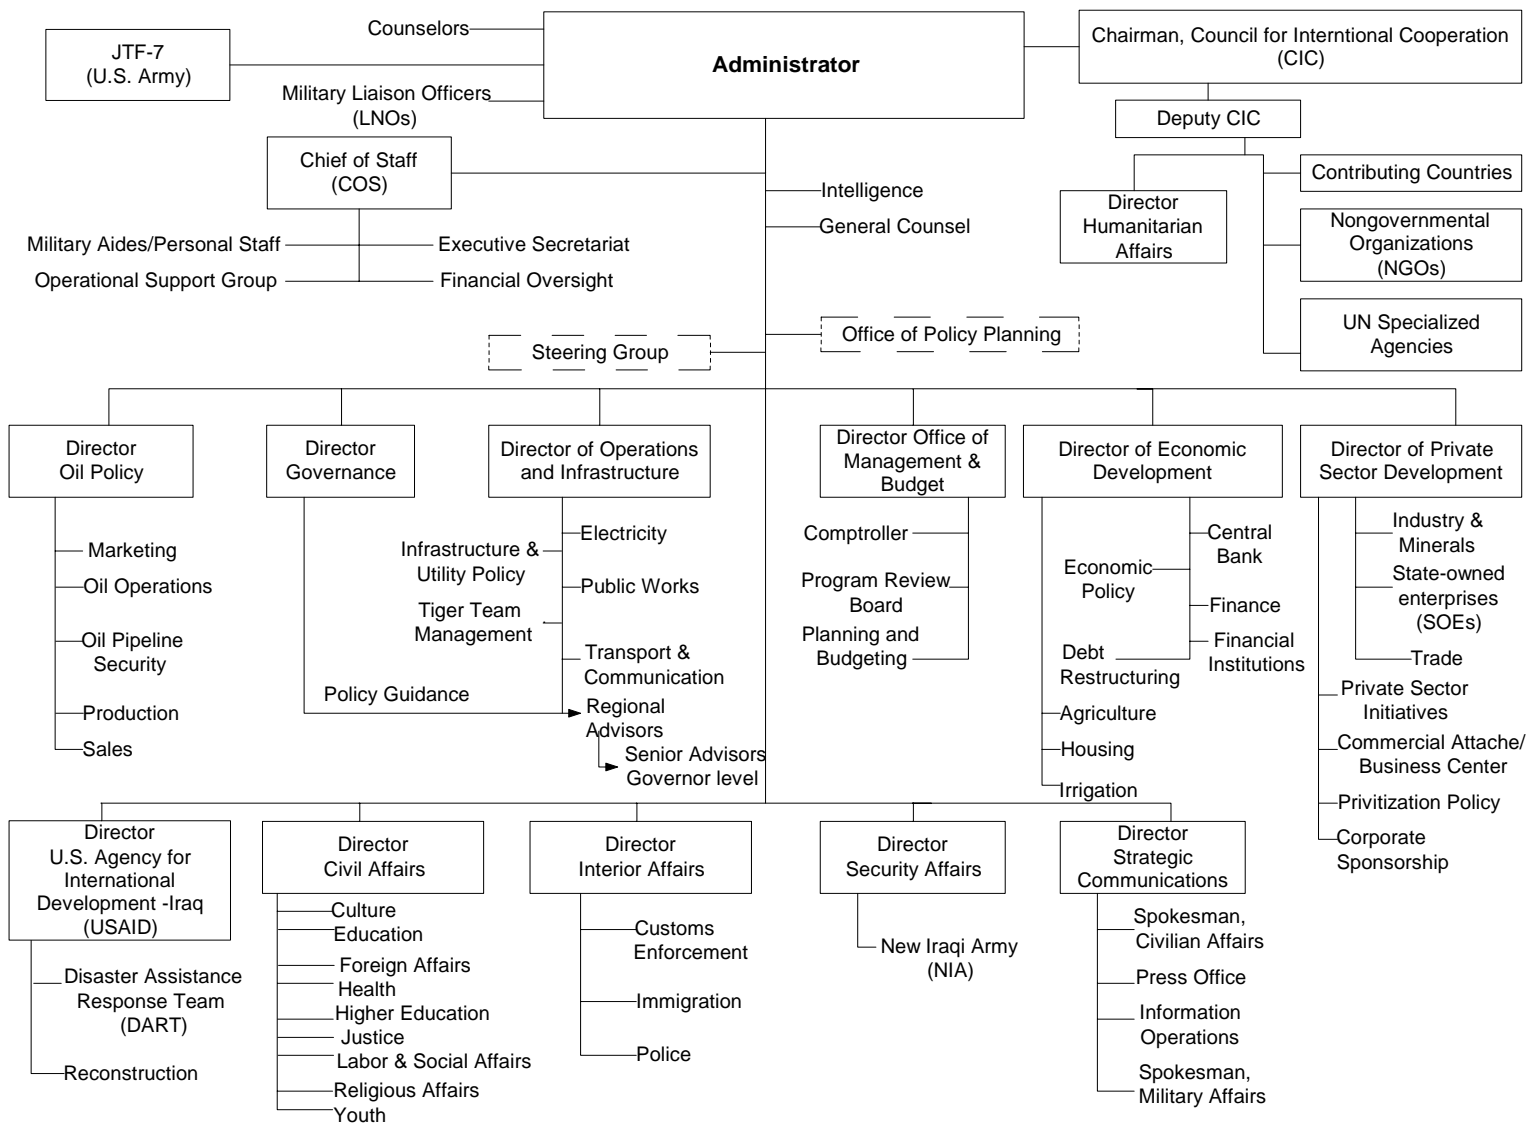 Counselors
JTF-7
(U.S. Army)
Administrator
Chairman, Council for Interntional Cooperation
(CIC)
Military Liaison Officers
(LNOs)
Deputy CIC
Chief of Staff
(COS)
Contributing Countries
Intelligence
General Counsel
Director
Humanitarian
Affairs
Nongovernmental
Organizations
(NGOs)
Military Aides/Personal Staff
Executive Secretariat
Operational Support Group
Financial Oversight
UN Specialized
Agencies
Office of Policy Planning
Steering Group
Director
Oil Policy
Director
Governance
Director of Operations
and Infrastructure
Director Office of
Management &
Budget
Director of Economic
Development
Director of Private
Sector Development
Marketing
Oil Operations
Oil Pipeline
Security
Production
Sales
Policy Guidance
Electricity
Infrastructure &
Utility Policy
Public Works
Tiger Team
Management
Transport &
Communication
Regional
Advisors
Senior Advisors
Governor level
Comptroller
Program Review
Board
Planning and
Budgeting
Central
Bank
Economic
Policy
Finance
Financial
Institutions
Debt
Restructuring
Agriculture
Housing
Irrigation
Industry &
Minerals
State-owned
enterprises
(SOEs)
Trade
Private Sector
Initiatives
Commercial Attache/
Business Center
Privitization Policy
Corporate
Sponsorship
Director
U.S. Agency for
International
Development -Iraq
(USAID)
Director
Civil Affairs
Director
Interior Affairs
Director
Security Affairs
Director
Strategic
Communications
Disaster Assistance
Response Team
(DART)
Reconstruction
Culture
Education
Foreign Affairs
Health
Higher Education
Justice
Labor & Social Affairs
Religious Affairs
Youth
Customs
Enforcement
Immigration
Police
New Iraqi Army
(NIA)
Spokesman,
Civilian Affairs
Press Office
Information
Operations
Spokesman,
Military Affairs